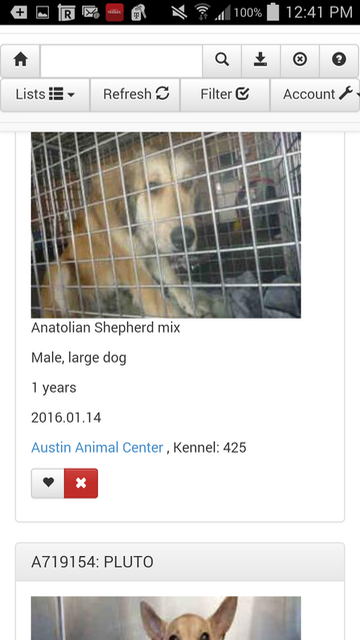 100% 12:41 PM
Lists Refresh Filter Account
Anatolian Shepherd mix
Male, large dog
1 years
2016.01.14
Austin Animal Center , Kennel: 425
A719154: PLUTO